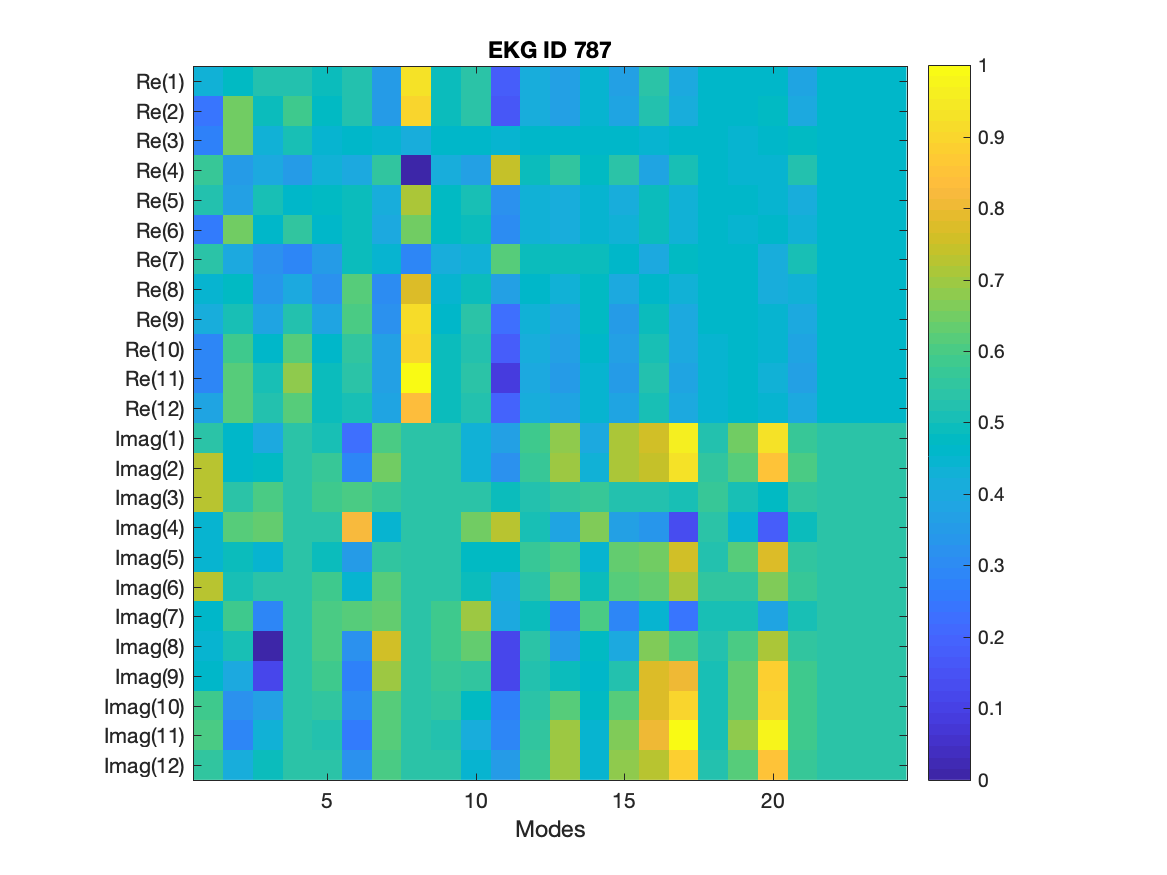 EKG ID 787
Re(1)
Re(2)
Re(3)
Re(4)
Re(5)
Re(6)
Re(7)
Re(8)
Re(9)
Re(10)
Re(11)
Re(12)
Imag(1)
Imag(2)
Imag(3)
Imag(4)
Imag(5)
Imag(6)
Imag(7)
Imag(8)
Imag(9)
Imag(10)
Imag(11)
Imag(12)
5 10 15 20
Modes
1
0.9
0.8
0.7
0.6
0.5
0.4
0.3
0.2
0.1
0